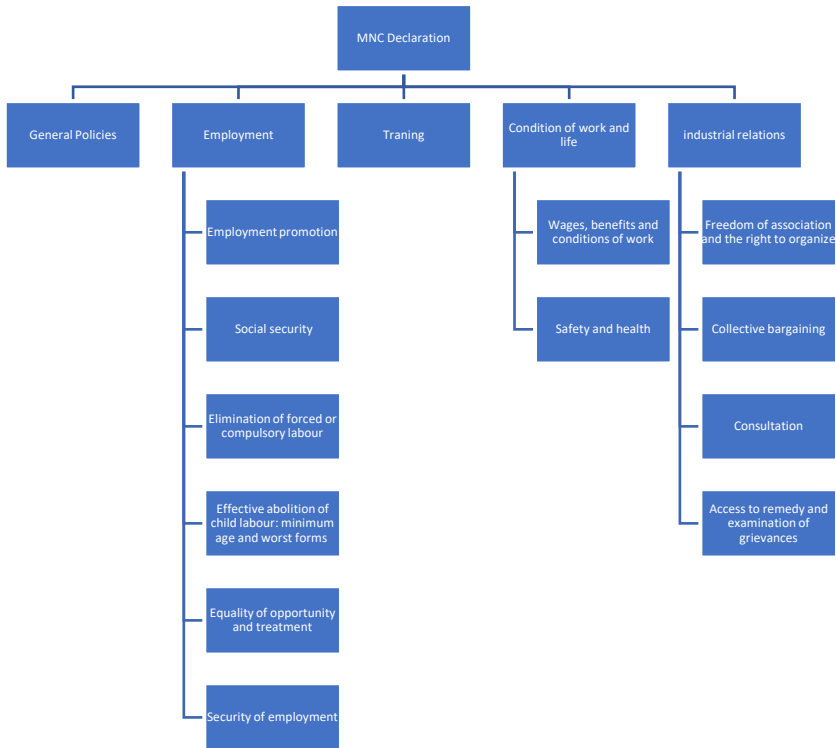 MNC Declaration
General Policies
Employment
Traning
Condition of work and
life
industrial relations
Employment promotion
Social security
Elimination of forced or
compulsory labour
Effective abolition of
child labour: minimum
age and worst forms
Equality of opportunity
and treatment
Security of employment
Wages, benefits and
conditions of work
Safety and health
Freedom of association
and the right to organize
Collective bargaining
Consultation
Access to remedy and
examination of
grievances